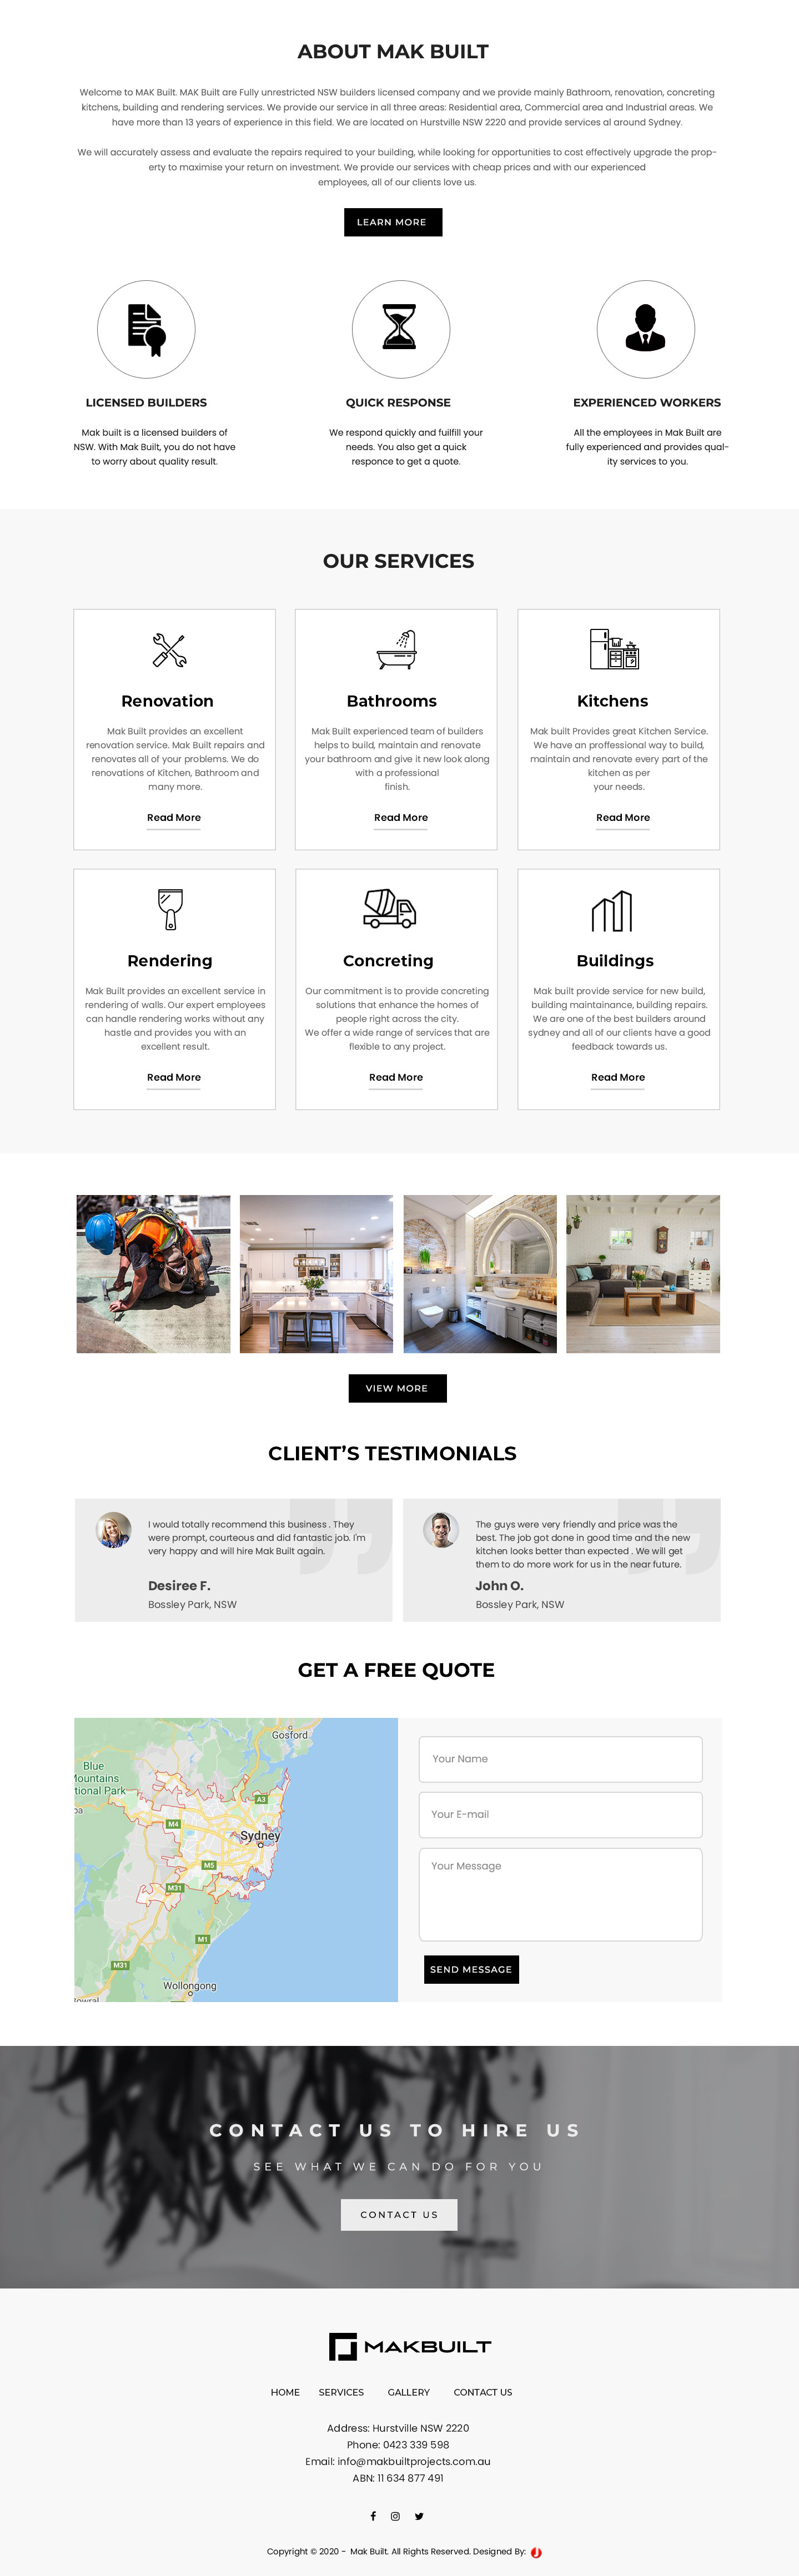 ABOUT MAK BUILT
Welcome to MAK Built. MAK Built are Fully unrestricted NSW builders licensed company and we provide mainly Bathroom, renovation, concreting
kitchens, building and rendering services. We provide our service in all three areas: Residential area, Commercial area and Industrial areas. We
have more than 13 years of experience in this field. We are located on Hurstville NSW 2220 and provide services al around Sydney.
We will accurately assess and evaluate the repairs required to your building, while looking for opportunities to cost effectively upgrade the prop-
erty to maximise your return on investment. We provide our services with cheap prices and with our experienced
employees, all of our clients love us.
LEARN MORE
LICENSED BUILDERS
Mak built is a licensed builders of
NSW. With Mak Built, you do not have
to worry about quality result.
QUICK RESPONSE
We respond quickly and fuilfill your
needs. You also get a quick
responce to get a quote.
EXPERIENCED WORKERS
All the employees in Mak Built are
fully experienced and provides qual-
ity services to you.
OUR SERVICES
Renovation
Mak Built provides an excellent
renovation service. Mak Built repairs and
renovates all of your problems. We do
renovations of Kitchen, Bathroom and
many more.
Read More
Bathrooms
Mak Built experienced team of builders
helps to build, maintain and renovate
your bathroom and give it new look along
with a professional
finish.
Read More
Kitchens
Mak built Provides great Kitchen Service.
We have an proffessional way to build,
maintain and renovate every part of the
kitchen as per
your needs.
Read More
Rendering
Mak Built provides an excellent service in
rendering of walls. Our expert employees
can handle rendering works without any
hastle and provides you with an
excellent result.
Read More
Concreting
Our commitment is to provide concreting
solutions that enhance the homes of
people right across the city.
We offer a wide range of services that are
flexible to any project.
Read More
Buildings
Mak built provide service for new build,
building maintainance, building repairs.
We are one of the best builders around
sydney and all of our clients have a good
feedback towards us.
Read More
VIEW MORE
CLIENT’S TESTIMONIALS
I would totally recommend this business . They
were prompt, courteous and did fantastic job. I'm
very happy and will hire Mak Built again.
Desiree F.
Bossley Park, NSW
The guys were very friendly and price was the
best. The job got done in good time and the new
kitchen looks better than expected . We will get
them to do more work for us in the near future.
John O.
Bossley Park, NSW
GET A FREE QUOTE
Gosford
Blue
Mountains
tional Park
ba
A3
M4
Sydney
M5
M31
M1
M31
Wollongong
Your Name
Your E-mail
Your Message
SEND MESSAGE
CONTACT US TO HIRE US
SEE WHAT WE CAN DO FOR YOU
CONTACT US
MAKBUILT
HOME SERVICES GALLERY CONTACT US
Address: Hurstville NSW 2220
Phone: 0423 339 598
Email: info@makbuiltprojects.com.au
ABN: 11 634 877 491
Copyright © 2020 - Mak Built. All Rights Reserved. Designed By: